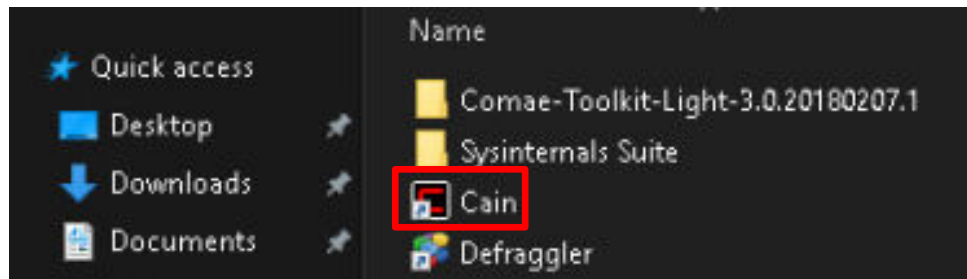 Quick access
Desktop
Downloads
Documents
Name
Comae-Toolkit-Light-3.0.20180207.1
Sysinternals Suite
Cain
Defraggler